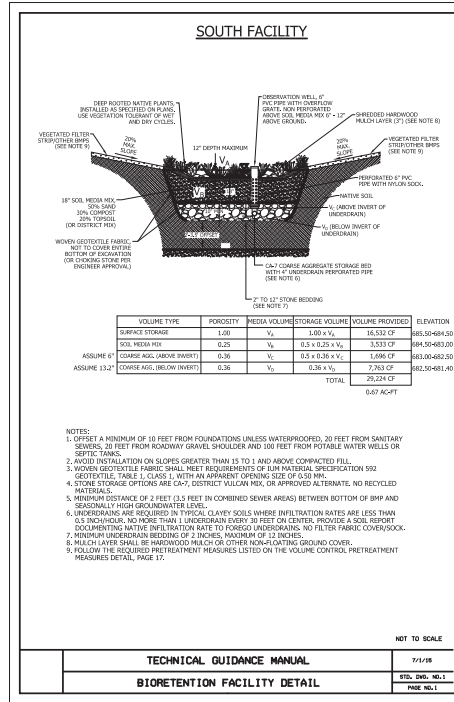 SOUTH FACILITY
DEEP ROOTED NATIVE PLANTS,
INSTALLED AS SPECIFIED ON PLANS.
USE VEGETATION TOLERANT OF WET
AND DRY CYCLES.
OBSERVATION WELL, 6"
PVC PIPE WITH OVERFLOW
GRATE. NON PERFORATED
ABOVE SOIL MEDIA MIX 6" - 12"
ABOVE GROUND.
SHREDDED HARDWOOD
MULCH LAYER (3") (SEE NOTE 8)
VEGETATED FILTER
STRIP/OTHER BMPS
(SEE NOTE 9)
20%
MAX.
SLOPE
12" DEPTH MAXIMUM
VA
20%
MAX.
SLOPE
VEGETATED FILTER
STRIP/OTHER BMPS
(SEE NOTE 9)
PERFORATED 6" PVC
PIPE WITH NYLON SOCK.
VB
NATIVE SOIL
18" SOIL MEDIA MIX,
50% SAND
30% COMPOST
20% TOPSOIL
(OR DISTRICT MIX)
VC (ABOVE INVERT OF
UNDERDRAIN)
VD (BELOW INVERT OF
UNDERDRAIN)
WOVEN GEOTEXTILE FABRIC,
NOT TO COVER ENTIRE
BOTTOM OF EXCAVATION
(OR CHOKING STONE PER
ENGINEER APPROVAL)
2'-3.5' OFFSET
CA-7 COARSE AGGREGATE STORAGE BED
WITH 4" UNDERDRAIN PERFORATED PIPE
(SEE NOTE 6)
2" TO 12" STONE BEDDING
(SEE NOTE 7)
VOLUME TYPE POROSITY MEDIA VOLUME STORAGE VOLUME VOLUME PROVIDED ELEVATION
SURFACE STORAGE 1.00 VA 1.00 x VA 16,532 CF 685.50-684.50
SOIL MEDIA MIX 0.25 VB 0.5 x 0.25 x VB 3,533 CF 684.50-683.00
ASSUME 6" COARSE AGG. (ABOVE INVERT) 0.36 VC 0.5 x 0.36 x VC 1,696 CF 683.00-682.50
ASSUME 13.2" COARSE AGG. (BELOW INVERT) 0.36 VD 0.36 x VD 7,763 CF 682.50-681.40
TOTAL 29,224 CF
0.67 AC-FT
NOTES:
1. OFFSET A MINIMUM OF 10 FEET FROM FOUNDATIONS UNLESS WATERPROOFED, 20 FEET FROM SANITARY
SEWERS, 20 FEET FROM ROADWAY GRAVEL SHOULDER AND 100 FEET FROM POTABLE WATER WELLS OR
SEPTIC TANKS.
2. AVOID INSTALLATION ON SLOPES GREATER THAN 15 TO 1 AND ABOVE COMPACTED FILL.
3. WOVEN GEOTEXTILE FABRIC SHALL MEET REQUIREMENTS OF IUM MATERIAL SPECIFICATION 592
GEOTEXTILE, TABLE 1, CLASS 1, WITH AN APPARENT OPENING SIZE OF 0.50 MM.
4. STONE STORAGE OPTIONS ARE CA-7, DISTRICT VULCAN MIX, OR APPROVED ALTERNATE. NO RECYCLED
MATERIALS.
5. MINIMUM DISTANCE OF 2 FEET (3.5 FEET IN COMBINED SEWER AREAS) BETWEEN BOTTOM OF BMP AND
SEASONALLY HIGH GROUNDWATER LEVEL.
6. UNDERDRAINS ARE REQUIRED IN TYPICAL CLAYEY SOILS WHERE INFILTRATION RATES ARE LESS THAN
0.5 INCH/HOUR. NO MORE THAN 1 UNDERDRAIN EVERY 30 FEET ON CENTER. PROVIDE A SOIL REPORT
DOCUMENTING NATIVE INFILTRATION RATE TO FOREGO UNDERDRAINS. NO FILTER FABRIC COVER/SOCK.
7. MINIMUM UNDERDRAIN BEDDING OF 2 INCHES, MAXIMUM OF 12 INCHES.
8. MULCH LAYER SHALL BE HARDWOOD MULCH OR OTHER NON-FLOATING GROUND COVER.
9. FOLLOW THE REQUIRED PRETREATMENT MEASURES LISTED ON THE VOLUME CONTROL PRETREATMENT
MEASURES DETAIL, PAGE 17.
NOT TO SCALE
TECHNICAL GUIDANCE MANUAL
BIORETENTION FACILITY DETAIL
STD. DWG. NO.1
PAGE NO.1